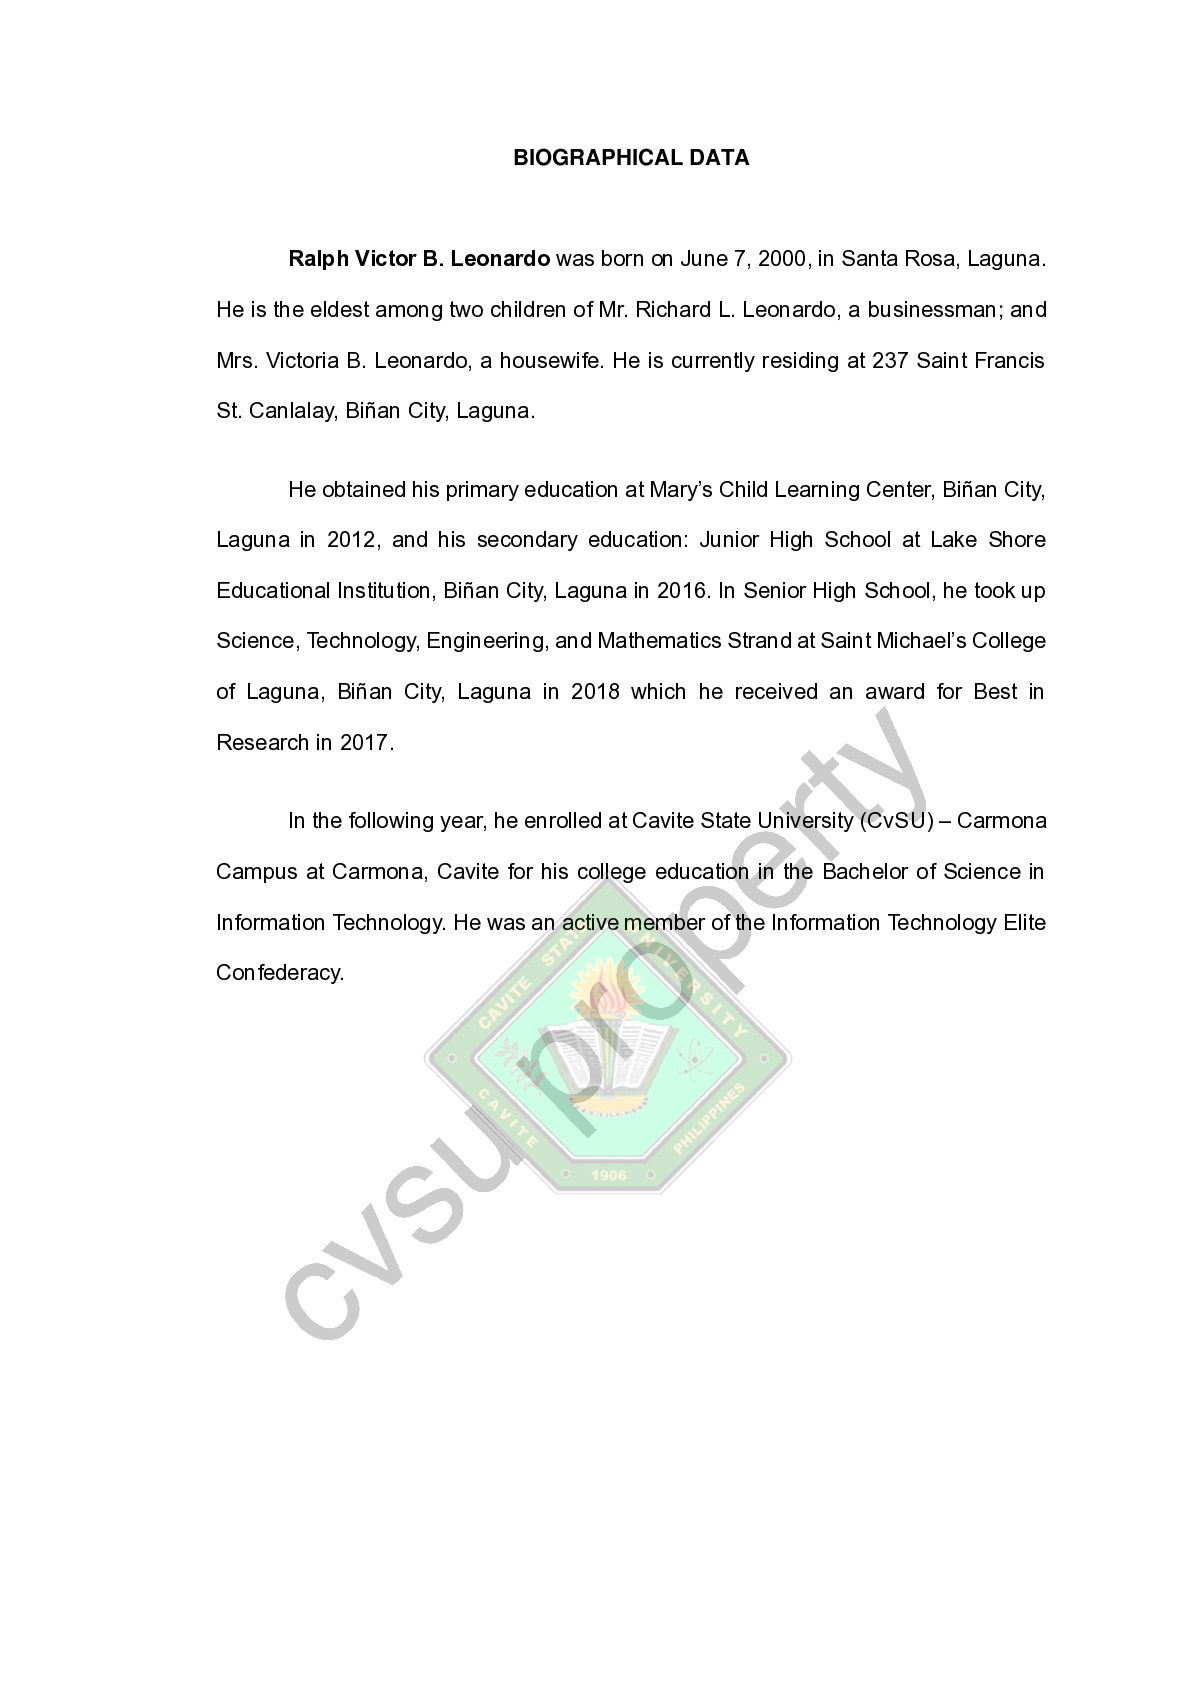 BIOGRAPHICAL DATA
Ralph Victor B. Leonardo was born on June 7, 2000, in Santa Rosa, Laguna.
He is the eldest among two children of Mr. Richard L. Leonardo, a businessman; and
Mrs. Victoria B. Leonardo, a housewife. He is currently residing at 237 Saint Francis
St. Canlalay, Biñan City, Laguna.
He obtained his primary education at Mary’s Child Learning Center, Biñan City,
Laguna in 2012, and his secondary education: Junior High School at Lake Shore
Educational Institution, Biñan City, Laguna in 2016. In Senior High School, he took up
Science, Technology, Engineering, and Mathematics Strand at Saint Michael’s College
of Laguna, Biñan City, Laguna in 2018 which he received an award for Best in
Research in 2017.
In the following year, he enrolled at Cavite State University (CvSU) – Carmona
Campus at Carmona, Cavite for his college education in the Bachelor of Science in
Information Technology. He was an active member of the Information Technology Elite
Confederacy.
cvsu property
CAVITE STATE UNIVERSITY
CAVITE
1906
PHILIPPINES